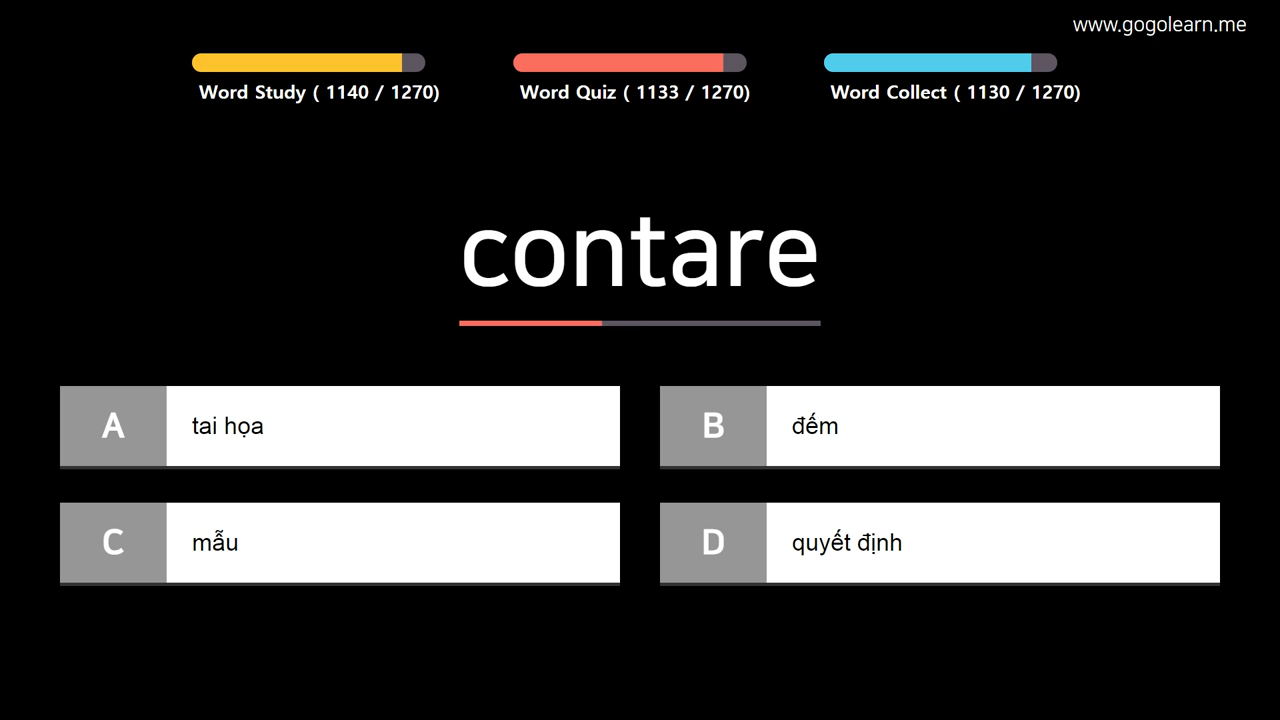 www.gogolearn.me
Word Study ( 1140 / 1270)
Word Quiz ( 1133 / 1270)
Word Collect ( 1130 / 1270)
contare
A tai họa
B đếm
C mẫu
D quyết định